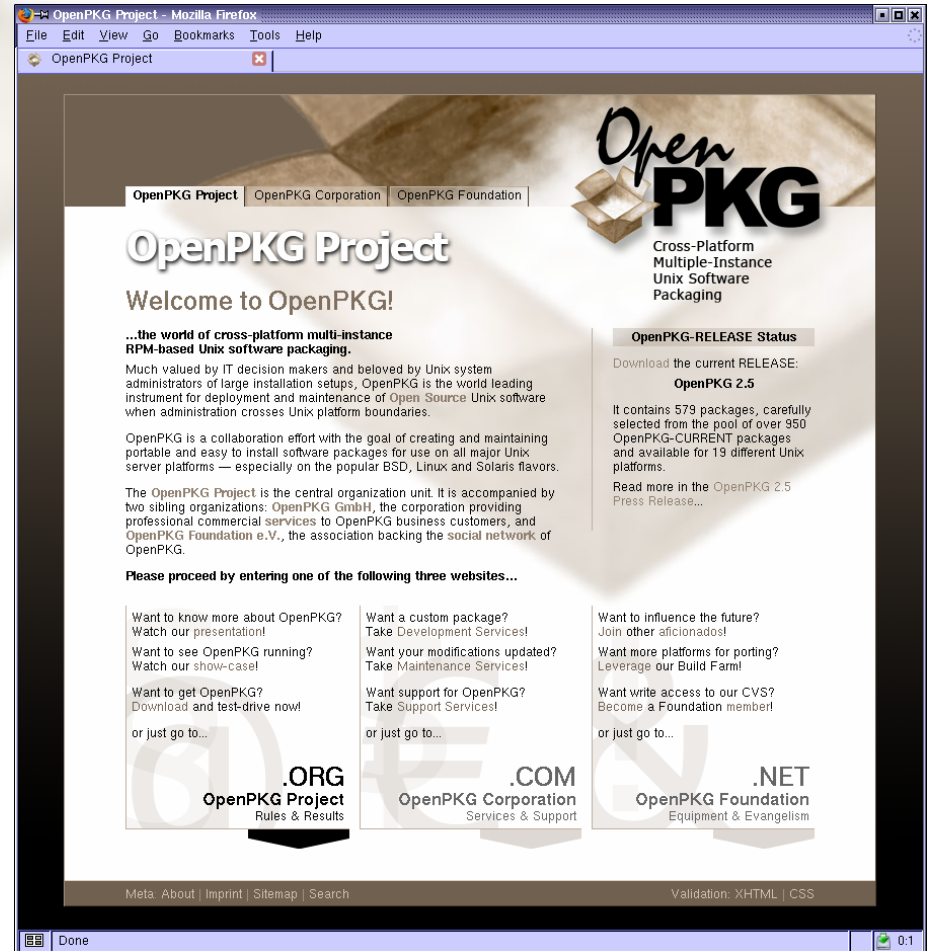 OpenPKG Project - Mozilla Firefox
File Edit View Go Bookmarks Tools Help
OpenPKG Project
Open
PKG
Cross-Platform
Multiple-Instance
Unix Software
Packaging
OpenPKG Project OpenPKG Corporation OpenPKG Foundation
OpenPKG Project
Welcome to OpenPKG!
...the world of cross-platform multi-instance
RPM-based Unix software packaging.
Much valued by IT decision makers and beloved by Unix system
administrators of large installation setups, OpenPKG is the world leading
instrument for deployment and maintenance of Open Source Unix software
when administration crosses Unix platform boundaries.
OpenPKG is a collaboration effort with the goal of creating and maintaining
portable and easy to install software packages for use on all major Unix
server platforms — especially on the popular BSD, Linux and Solaris flavors.
The OpenPKG Project is the central organization unit. It is accompanied by
two sibling organizations: OpenPKG GmbH, the corporation providing
professional commercial services to OpenPKG business customers, and
OpenPKG Foundation e.V., the association backing the social network of
OpenPKG.
Please proceed by entering one of the following three websites...
OpenPKG-RELEASE Status
Download the current RELEASE:
OpenPKG 2.5
It contains 579 packages, carefully
selected from the pool of over 950
OpenPKG-CURRENT packages
and available for 19 different Unix
platforms.
Read more in the OpenPKG 2.5
Press Release...
Want to know more about OpenPKG?
Watch our presentation!
Want to see OpenPKG running?
Watch our show-case!
Want to get OpenPKG?
Download and test-drive now!
or just go to...
.ORG
OpenPKG Project
Rules & Results
Want a custom package?
Take Development Services!
Want your modifications updated?
Take Maintenance Services!
Want support for OpenPKG?
Take Support Services!
or just go to...
.COM
OpenPKG Corporation
Services & Support
Want to influence the future?
Join other aficionados!
Want more platforms for porting?
Leverage our Build Farm!
Want write access to our CVS?
Become a Foundation member!
or just go to...
.NET
OpenPKG Foundation
Equipment & Evangelism
Meta: About | Imprint | Sitemap | Search
Validation: XHTML | CSS
Done
0:1